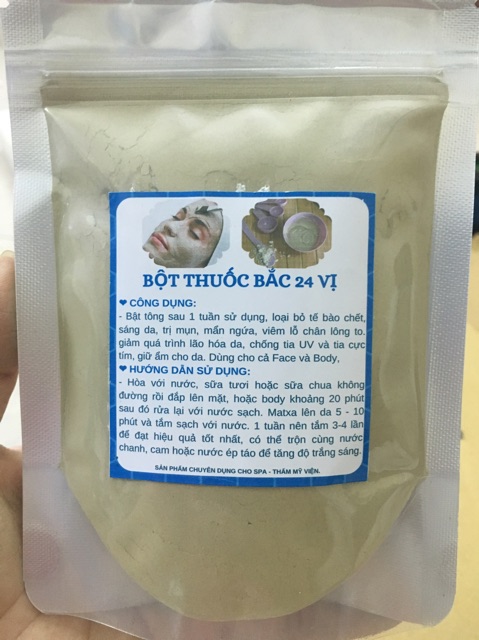 BỘT THUỐC BẮC 24 VỊ
❤ CÔNG DỤNG:
- Bật tông sau 1 tuần sử dụng, loại bỏ tế bào chết,
sáng da, trị mụn, mẩn ngứa, viêm lỗ chân lông to.
giảm quá trình lão hóa da, chống tia UV và tia cực
tím, giữ ẩm cho da. Dùng cho cả Face và Body,
❤ HƯỚNG DẪN SỬ DỤNG:
- Hòa với nước, sữa tươi hoặc sữa chua không
đường rồi đắp lên mặt, hoặc body khoảng 20 phút
sau đó rửa lại với nước sạch. Matxa lên da 5 - 10
phút và tắm sạch với nước. 1 tuần nên tắm 3-4 lần
để đạt hiệu quả tốt nhất, có thể trộn cùng nước
chanh, cam hoặc nước ép táo để tăng độ trắng sáng.
SẢN PHẨM CHUYÊN DỤNG CHO SPA - THẨM MỸ VIỆN.